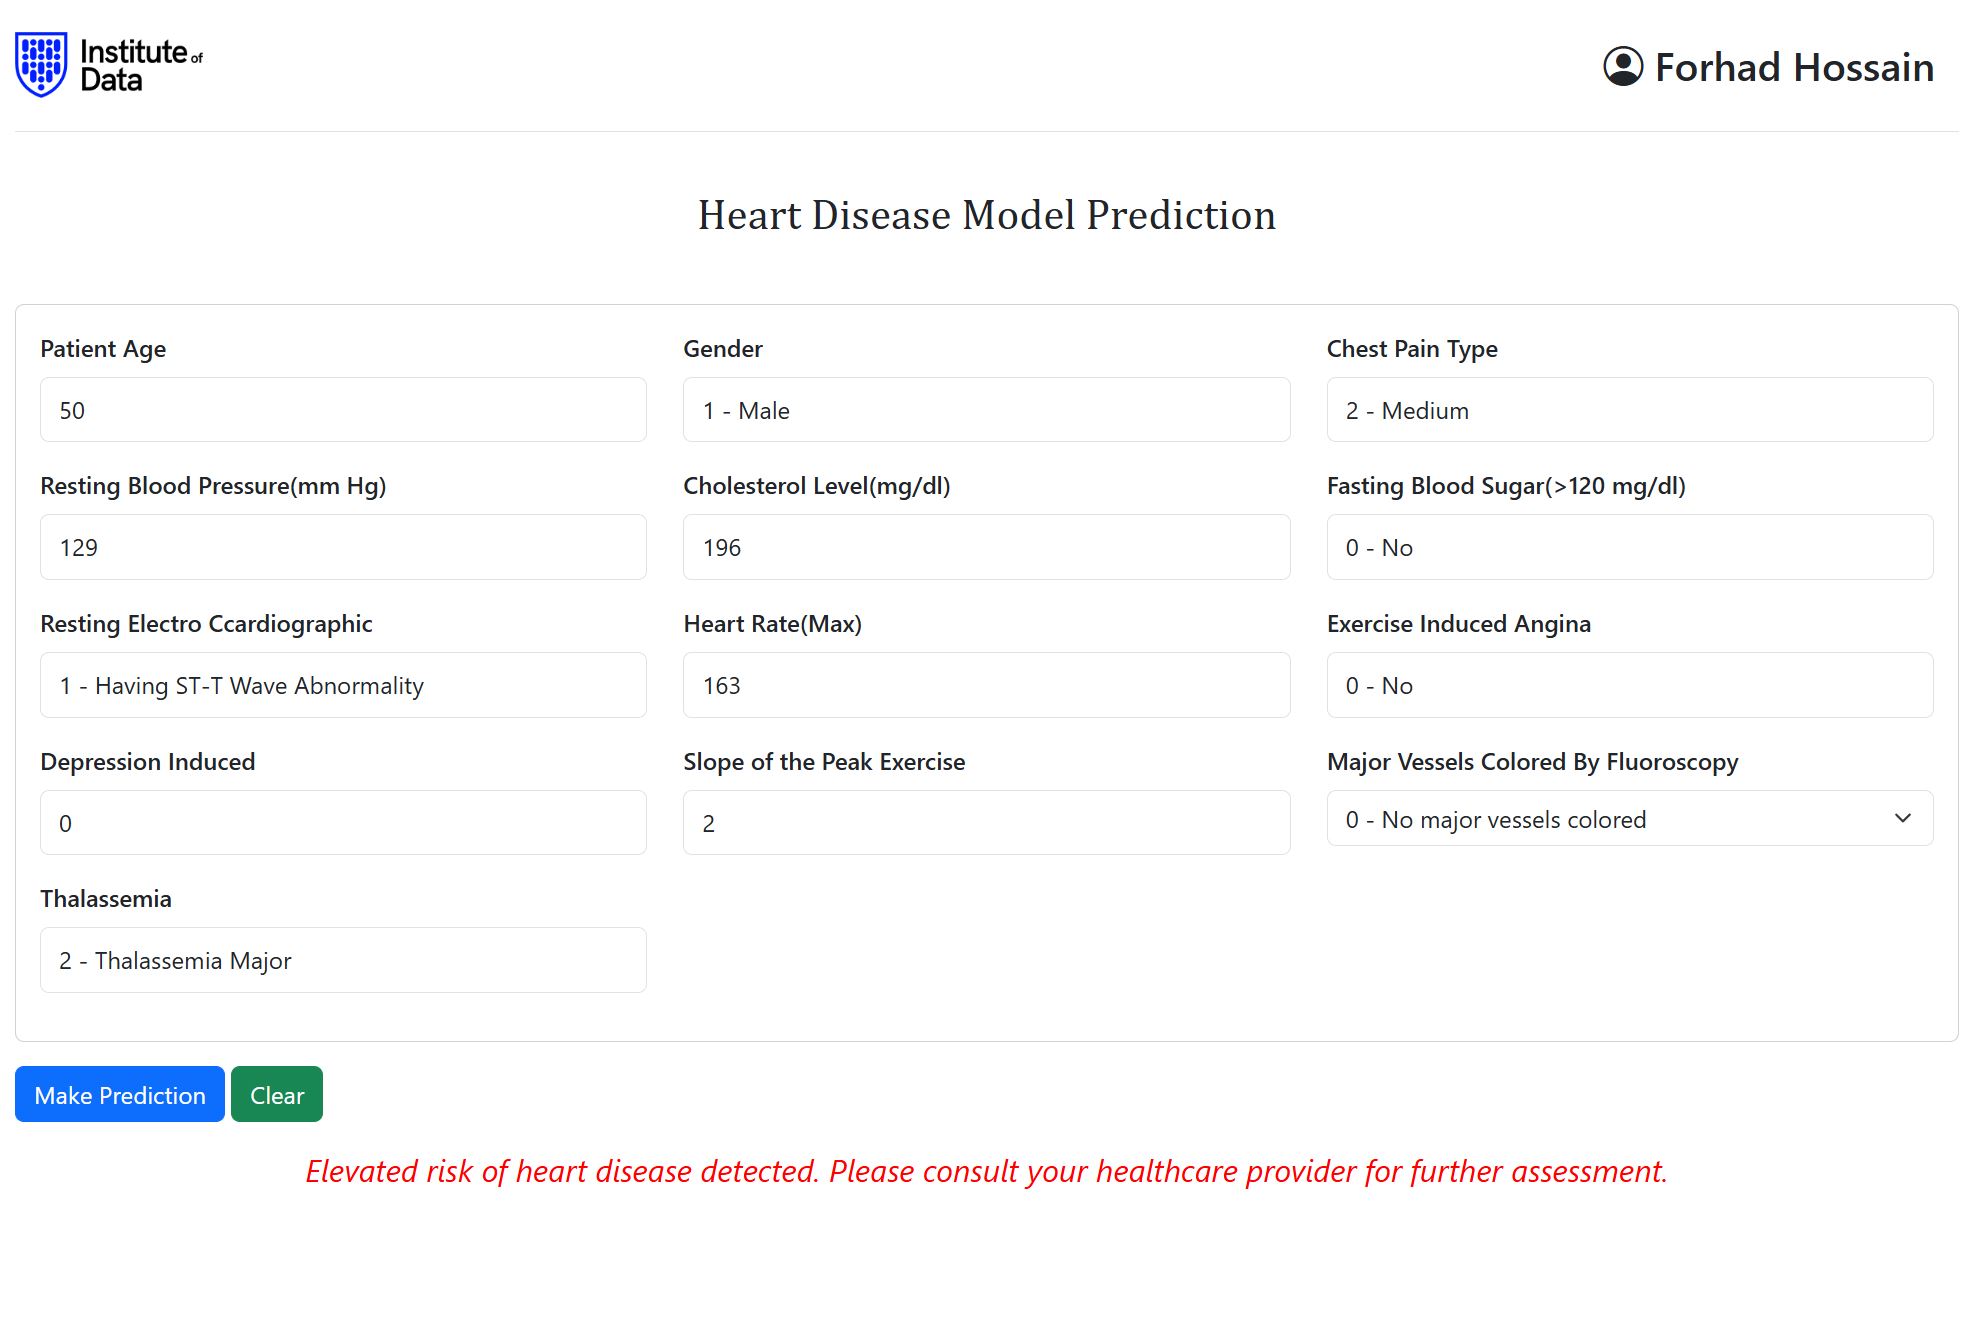 Institute of
Data
Forhad Hossain
Heart Disease Model Prediction
Patient Age
Gender
Chest Pain Type
50
1 - Male
2 - Medium
Resting Blood Pressure(mm Hg)
Cholesterol Level(mg/dl)
Fasting Blood Sugar(>120 mg/dl)
129
196
0 - No
Resting Electro Ccardiographic
Heart Rate(Max)
Exercise Induced Angina
1 - Having ST-T Wave Abnormality
163
0 - No
Depression Induced
Slope of the Peak Exercise
Major Vessels Colored By Fluoroscopy
0
2
0 - No major vessels colored
Thalassemia
2 - Thalassemia Major
Make Prediction
Clear
Elevated risk of heart disease detected. Please consult your healthcare provider for further assessment.